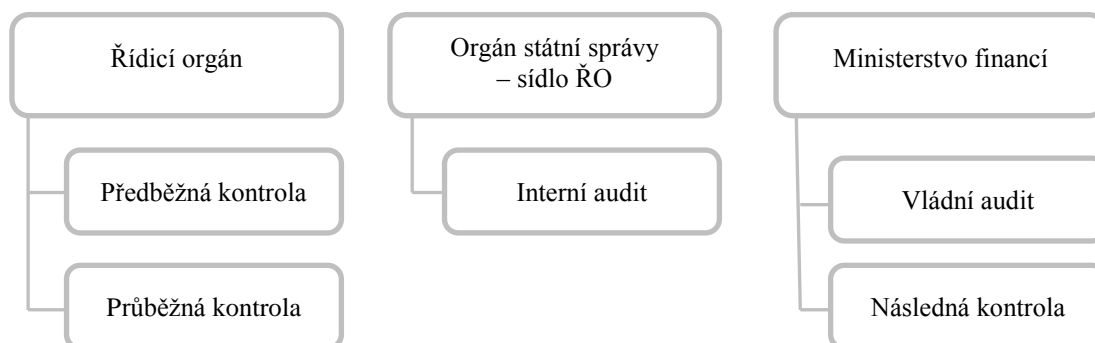 Řídicí orgán
Předběžná kontrola
Průběžná kontrola
Orgán státní správy
– sídlo ŘO
Interní audit
Ministerstvo financí
Vládní audit
Následná kontrola